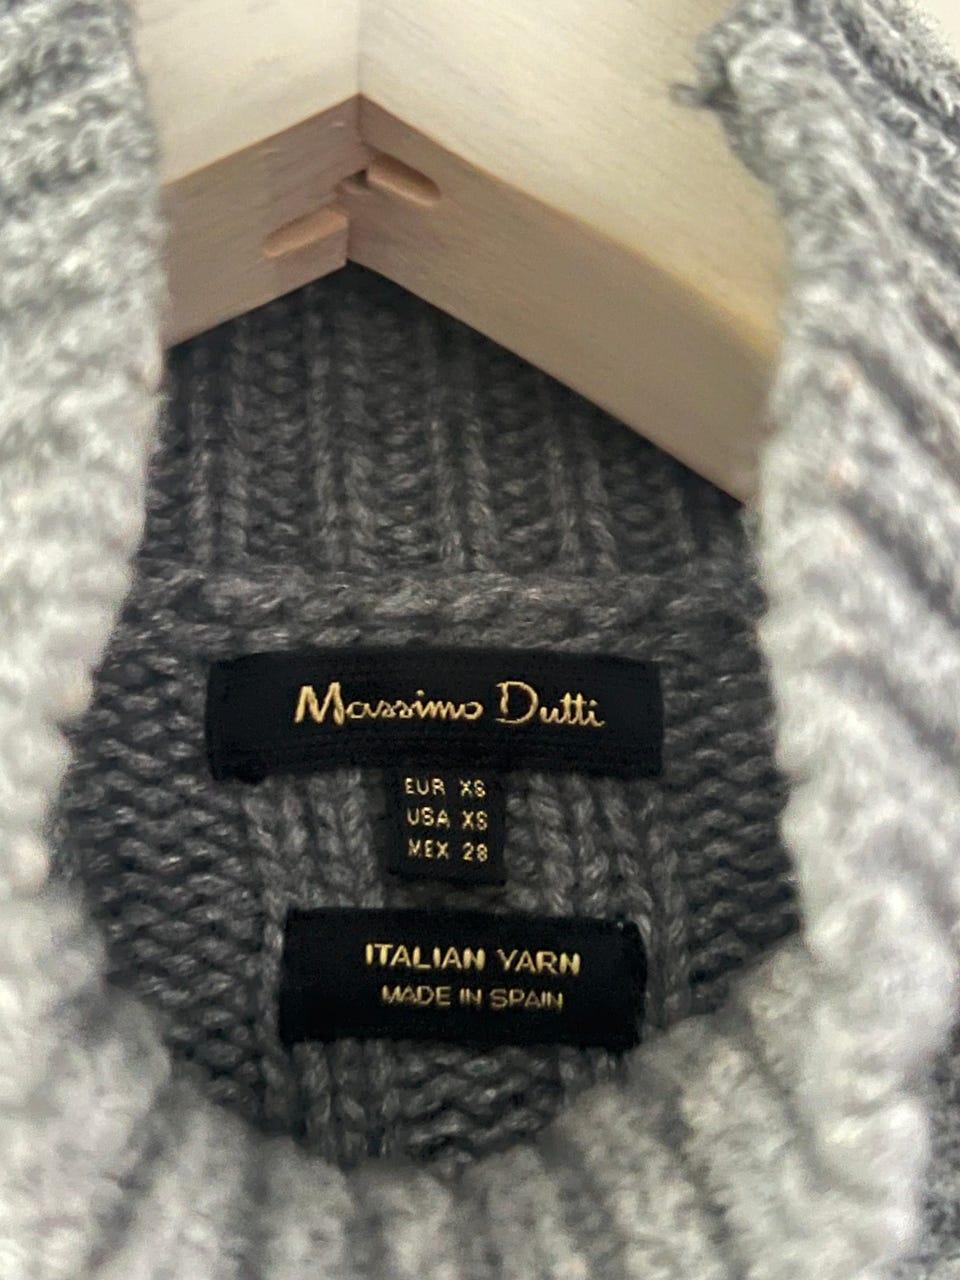 Massimo Dutti
EUR XS
USA XS
MEX 28
ITALIAN YARN
MADE IN SPAIN